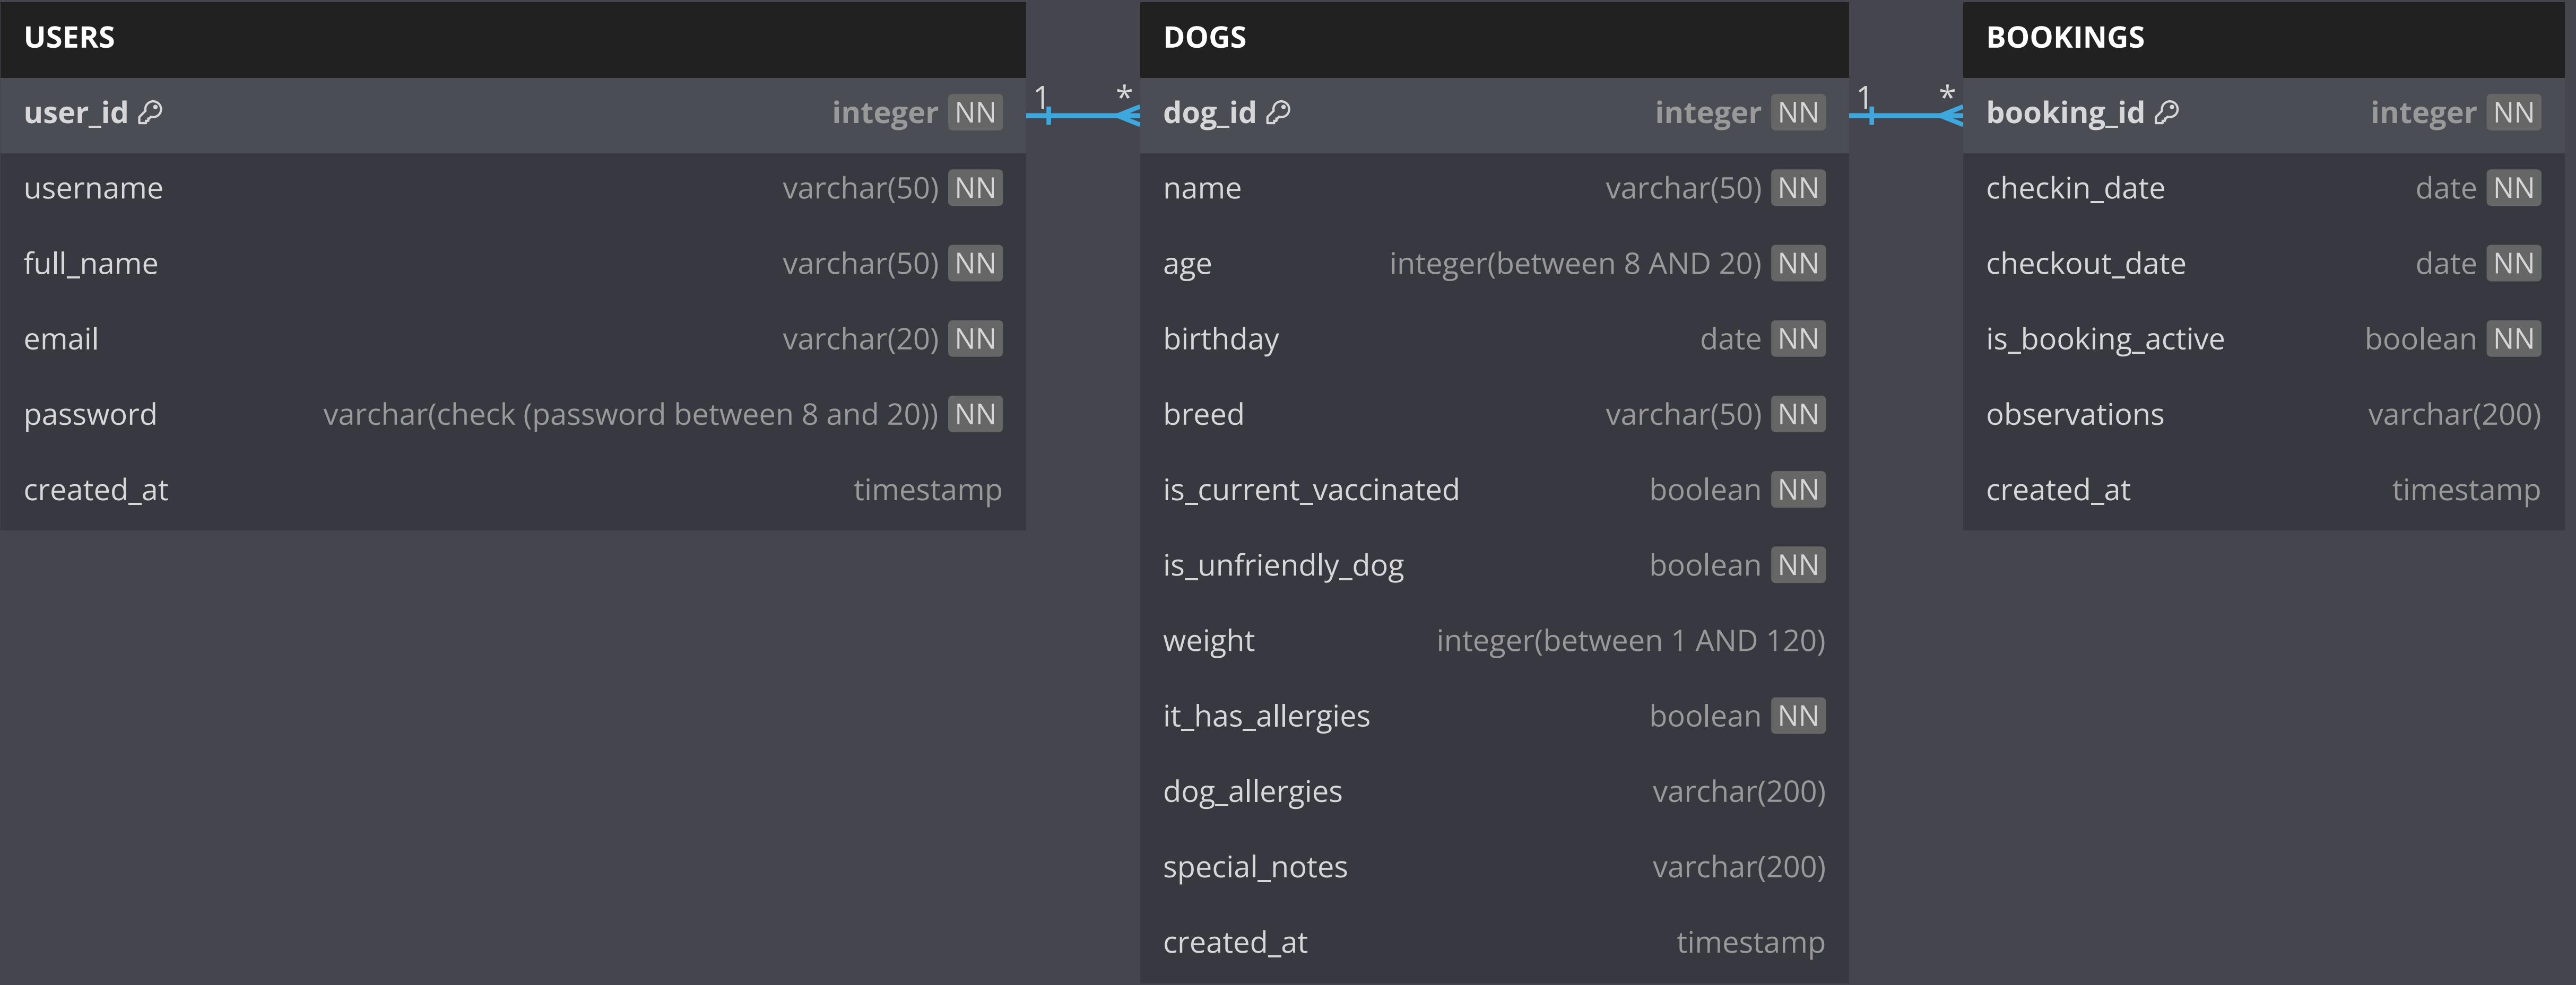 USERS
user_id integer NN
username varchar(50) NN
full_name varchar(50) NN
email varchar(20) NN
password varchar(check (password between 8 and 20)) NN
created_at timestamp
1 *
DOGS
dog_id integer NN
name varchar(50) NN
age integer(between 8 AND 20) NN
birthday date NN
breed varchar(50) NN
is_current_vaccinated boolean NN
is_unfriendly_dog boolean NN
weight integer(between 1 AND 120)
it_has_allergies boolean NN
dog_allergies varchar(200)
special_notes varchar(200)
created_at timestamp
1 *
BOOKINGS
booking_id integer NN
checkin_date date NN
checkout_date date NN
is_booking_active boolean NN
observations varchar(200)
created_at timestamp